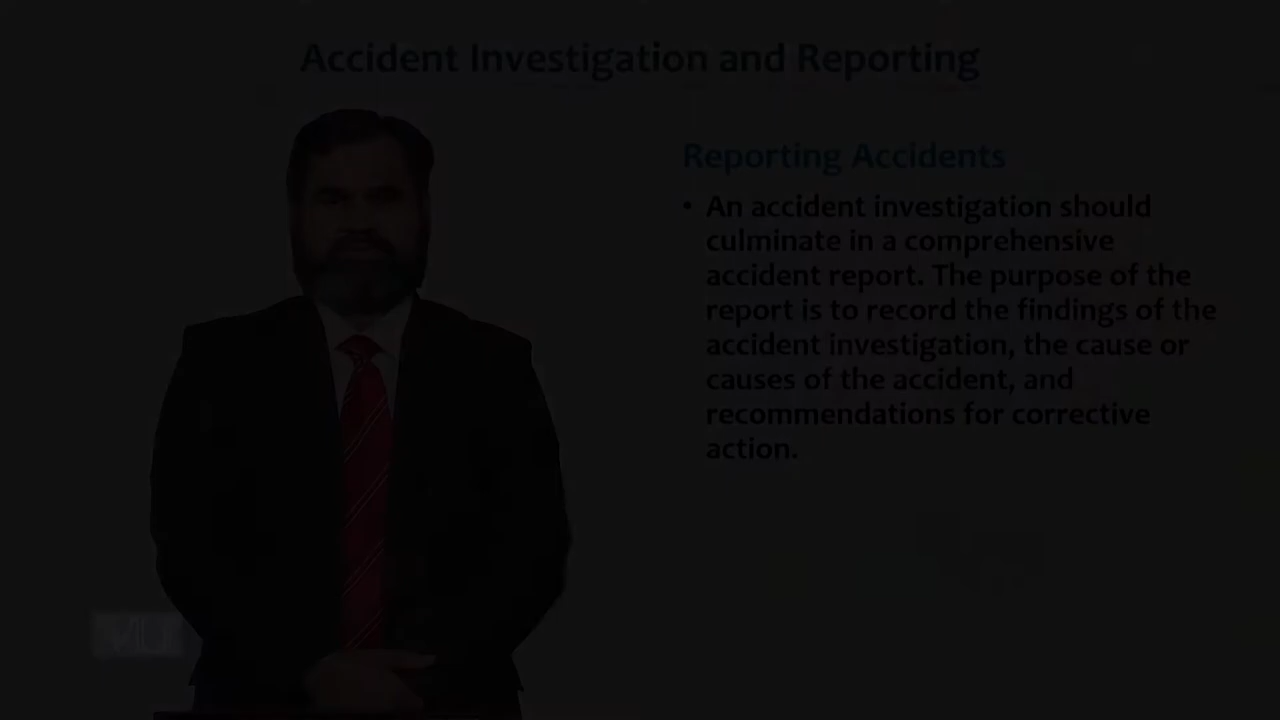 Accident Investigation and Reporting
Reporting Accidents
• An accident investigation should
culminate in a comprehensive
accident report. The purpose of the
report is to record the findings of the
accident investigation, the cause or
causes of the accident, and
recommendations for corrective
action.